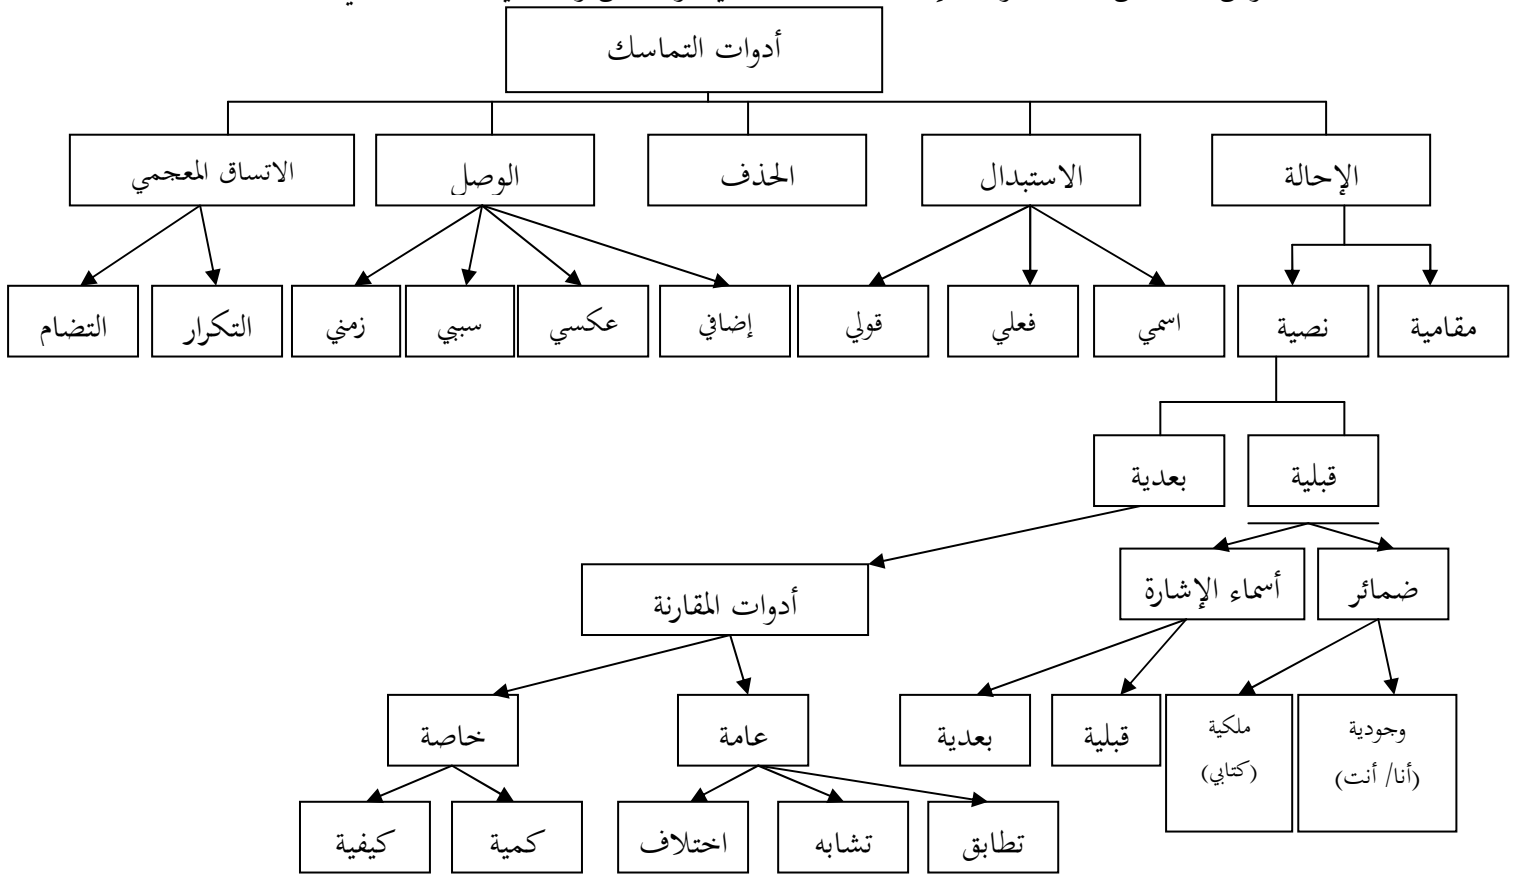 أدوات التماسك
الإحالة
الاستبدال
الحذف
الوصل
الاتساق المعجمي
مقامية
نصية
اسمي
فعلي
قولي
إضافي
عكسي
سببي
زمني
التكرار
التضام
قبلية
بعدية
ضمائر
أسماء الإشارة
أدوات المقارنة
وجودية
(أنا/ أنت)
ملكية
(كتابي)
قبلية
بعدية
عامة
خاصة
تطابق
تشابه
اختلاف
كمية
كيفية